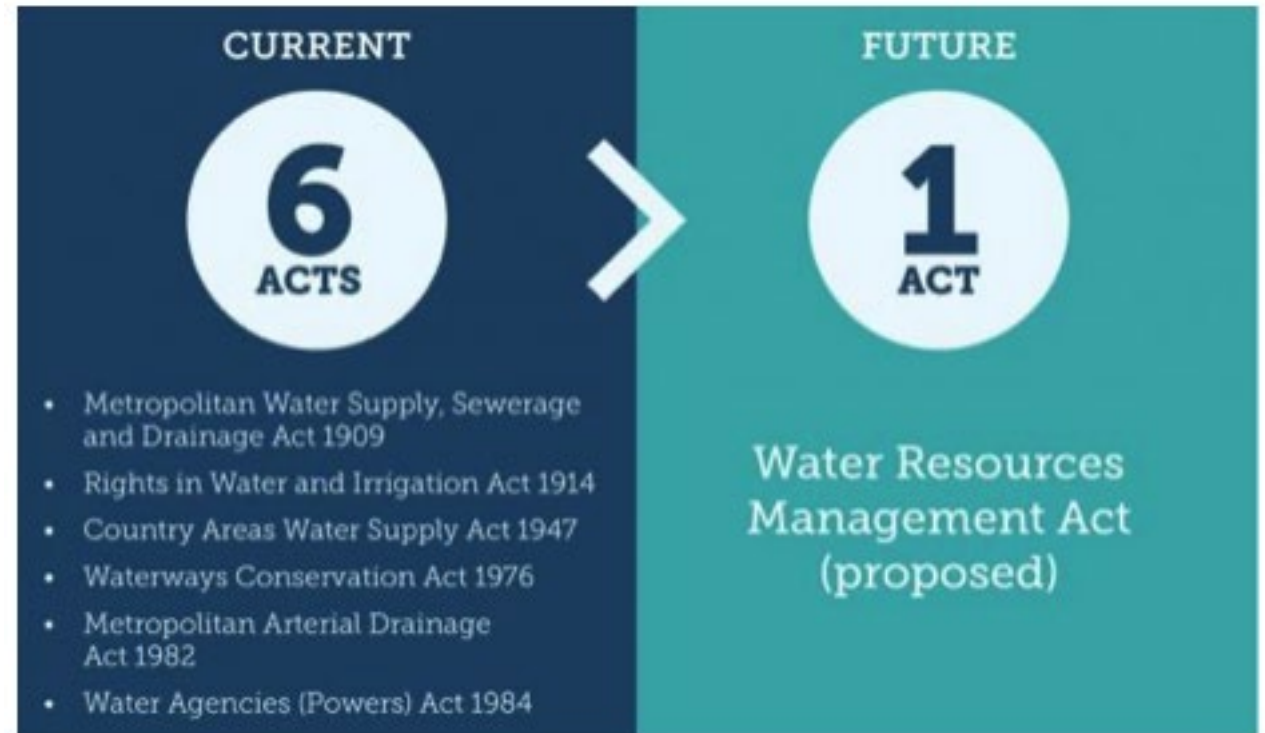 CURRENT
6
ACTS
• Metropolitan Water Supply, Sewerage
and Drainage Act 1909
• Rights in Water and Irrigation Act 1914
• Country Areas Water Supply Act 1947
• Waterways Conservation Act 1976
• Metropolitan Arterial Drainage
Act 1982
• Water Agencies (Powers) Act 1984
FUTURE
1
ACT
Water Resources
Management Act
(proposed)